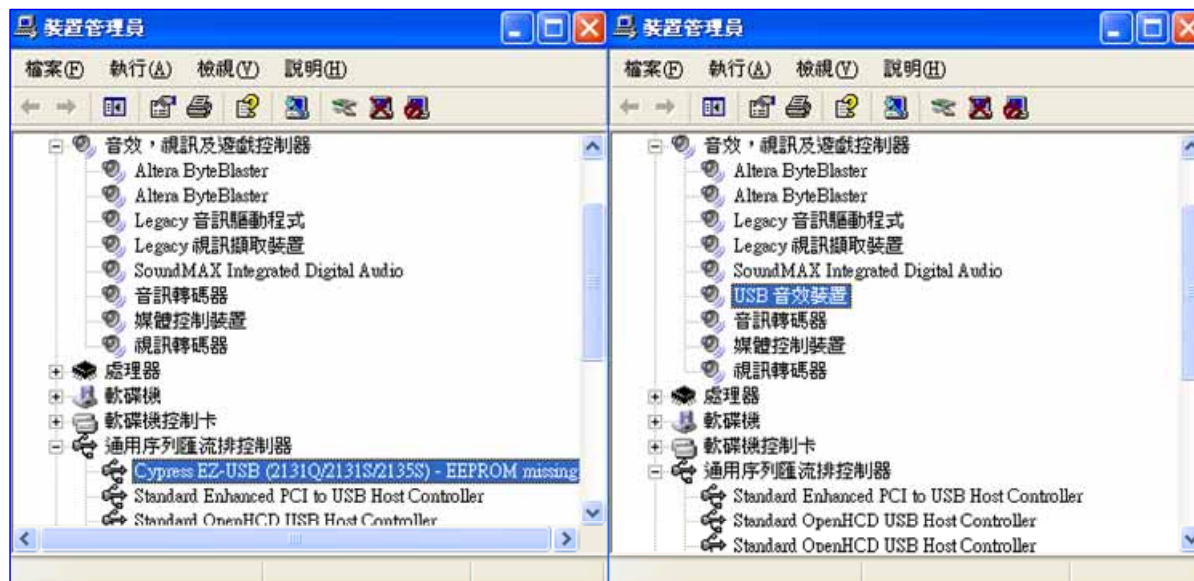 裝置管理員
檔案(F) 執行(A) 檢視(V) 說明(H)
音效，視訊及遊戲控制器
Altera ByteBlaster
Altera ByteBlaster
Legacy 音訊驅動程式
Legacy 視訊擷取裝置
SoundMAX Integrated Digital Audio
音訊轉碼器
媒體控制裝置
視訊轉碼器
處理器
軟碟機
軟碟機控制卡
通用序列匯流排控制器
Cypress EZ-USB (2131Q/2131S/2135S) - EEPROM missing
Standard Enhanced PCI to USB Host Controller
Standard OpenHCD USB Host Controller
裝置管理員
檔案(F) 執行(A) 檢視(V) 說明(H)
音效，視訊及遊戲控制器
Altera ByteBlaster
Altera ByteBlaster
Legacy 音訊驅動程式
Legacy 視訊擷取裝置
SoundMAX Integrated Digital Audio
USB 音效裝置
音訊轉碼器
媒體控制裝置
視訊轉碼器
處理器
軟碟機
軟碟機控制卡
通用序列匯流排控制器
Standard Enhanced PCI to USB Host Controller
Standard OpenHCD USB Host Controller
Standard OpenHCD USB Host Controller